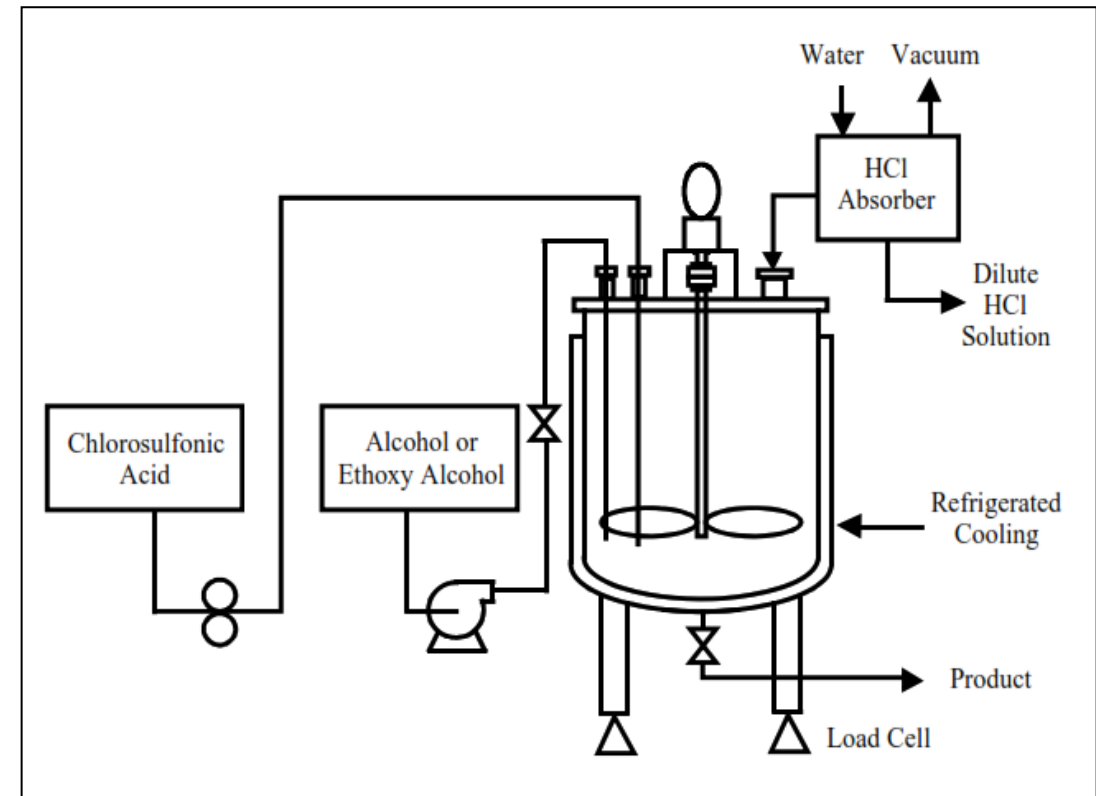 Water
Vacuum
HCl
Absorber
Dilute
HCl
Solution
Chlorosulfonic
Acid
Alcohol or
Ethoxy Alcohol
Refrigerated
Cooling
Product
Load Cell